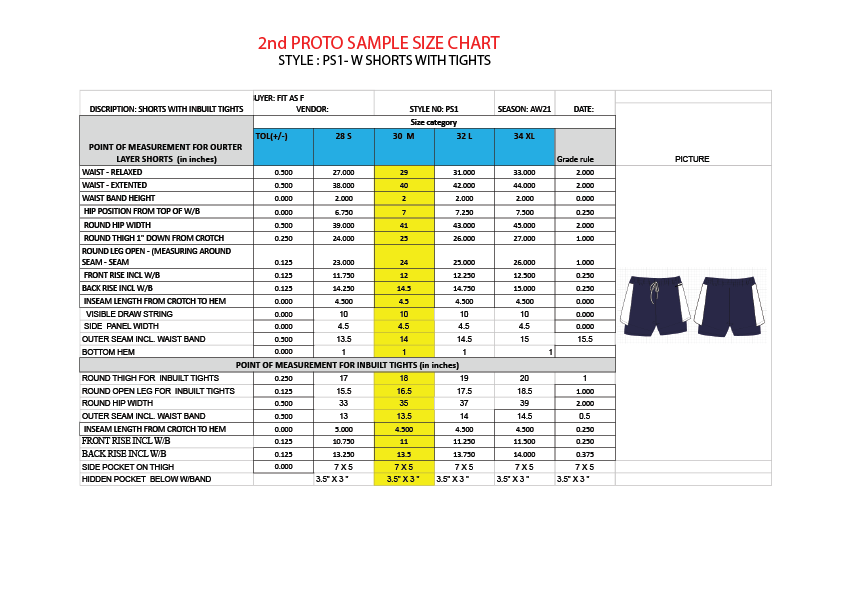 2nd PROTO SAMPLE SIZE CHART
STYLE : PS1- W SHORTS WITH TIGHTS
UYER: FIT AS F
DISCRIPTION: SHORTS WITH INBUILT TIGHTS VENDOR: STYLE N0: PS1 SEASON: AW21 DATE:
Size category
TOL(+/-) 28 S 30 M 32 L 34 XL
POINT OF MEASUREMENT FOR OURTER
LAYER SHORTS (in inches) Grade rule PICTURE
WAIST - RELAXED 0.500 27.000 29 31.000 33.000 2.000
WAIST - EXTENTED 0.500 38.000 40 42.000 44.000 2.000
WAIST BAND HEIGHT 0.000 2.000 2 2.000 2.000 0.000
HIP POSITION FROM TOP OF W/B 0.000 6.750 7 7.250 7.500 0.250
ROUND HIP WIDTH 0.500 39.000 41 43.000 45.000 2.000
ROUND THIGH 1" DOWN FROM CROTCH 0.250 24.000 25 26.000 27.000 1.000
ROUND LEG OPEN - (MEASURING AROUND
SEAM - SEAM 0.125 23.000 24 25.000 26.000 1.000
FRONT RISE INCL W/B 0.125 11.750 12 12.250 12.500 0.250
BACK RISE INCL W/B 0.125 14.250 14.5 14.750 15.000 0.250
INSEAM LENGTH FROM CROTCH TO HEM 0.000 4.500 4.5 4.500 4.500 0.000
VISIBLE DRAW STRING 0.000 10 10 10 10 0.000
SIDE PANEL WIDTH 0.000 4.5 4.5 4.5 4.5 0.000
OUTER SEAM INCL. WAIST BAND 0.500 13.5 14 14.5 15 15.5
BOTTOM HEM 0.000 1 1 1 1
POINT OF MEASUREMENT FOR INBUILT TIGHTS (in inches)
ROUND THIGH FOR INBUILT TIGHTS 0.250 17 18 19 20 1
ROUND OPEN LEG FOR INBUILT TIGHTS 0.125 15.5 16.5 17.5 18.5 1.000
ROUND HIP WIDTH 0.500 33 35 37 39 2.000
OUTER SEAM INCL. WAIST BAND 0.500 13 13.5 14 14.5 0.5
INSEAM LENGTH FROM CROTCH TO HEM 0.000 5.000 4.500 4.500 4.500 0.250
FRONT RISE INCL W/B 0.125 10.750 11 11.250 11.500 0.250
BACK RISE INCL W/B 0.125 13.250 13.5 13.750 14.000 0.375
SIDE POCKET ON THIGH 0.000 7 X 5 7 X 5 7 X 5 7 X 5 7 X 5
HIDDEN POCKET BELOW W/BAND 3.5" X 3 " 3.5" X 3 " 3.5" X 3 " 3.5" X 3 " 3.5" X 3 "